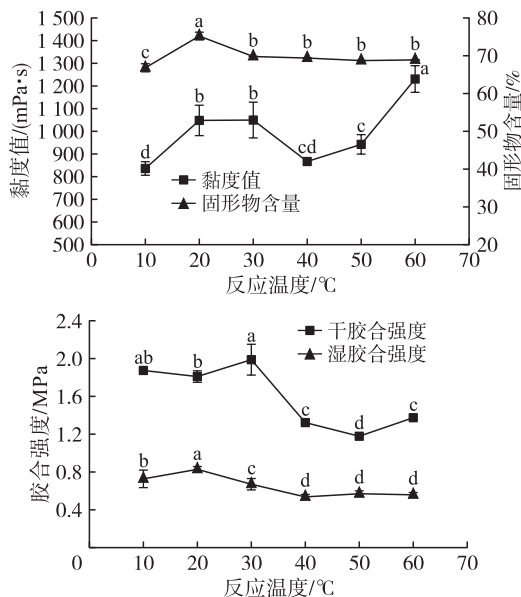 1 500 80
1 400 a 70
1 300 c b b b b
1 200 a 60
1 100 b b
1 000 50
900 d cd c 40
800 黏度值
700 固形物含量 30
600
500 20
0 10 20 30 40 50 60 70
反应温度/℃
黏度值/(mPa·s)
固形物含量/%
2.4 干胶合强度
2.0 ab b a 湿胶合强度
1.6 c d c
1.2
0.8 b a c d d d
0.4
0 10 20 30 40 50 60 70
反应温度/℃
胶合强度/MPa